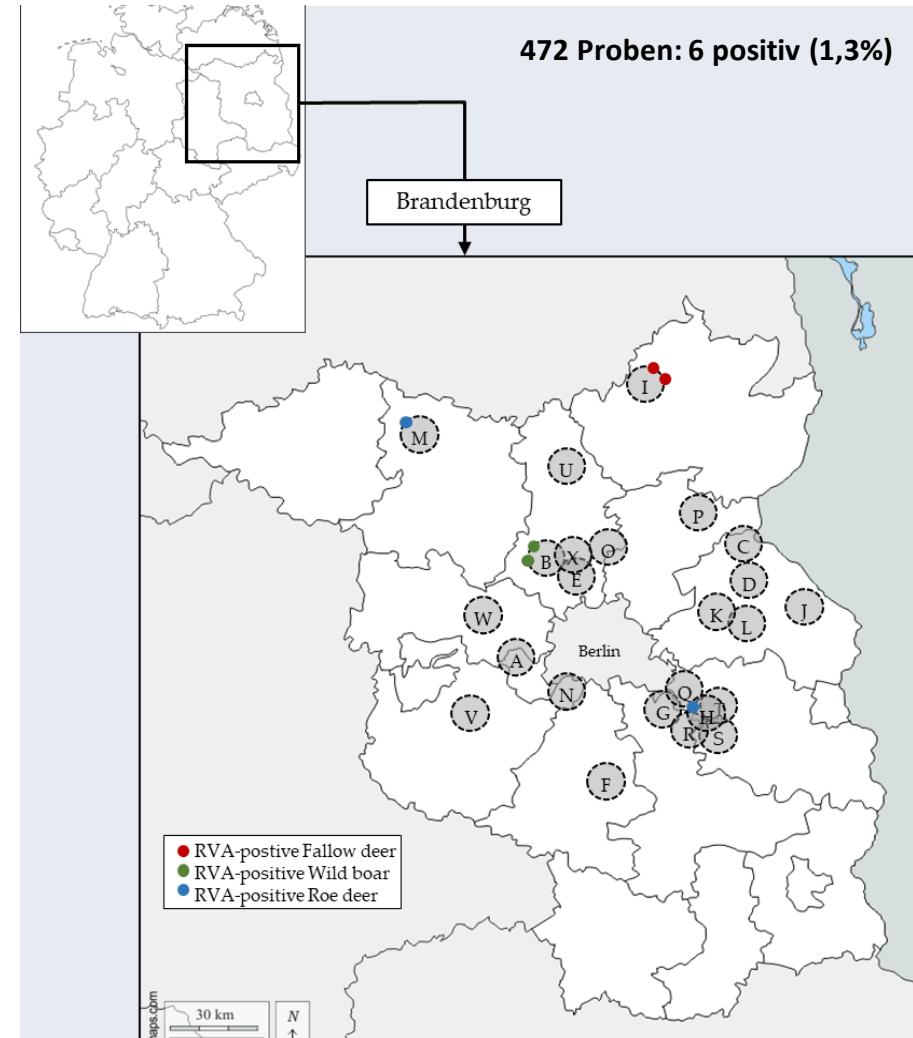 472 Proben: 6 positiv (1,3%)
Brandenburg
I
M
U
P
B
X
O
C
E
D
W
K
L
J
Berlin
A
N
Q
V
G
H
T
R
S
F
RVA-postive Fallow deer
RVA-positive Wild boar
RVA-positive Roe deer
30 km
N